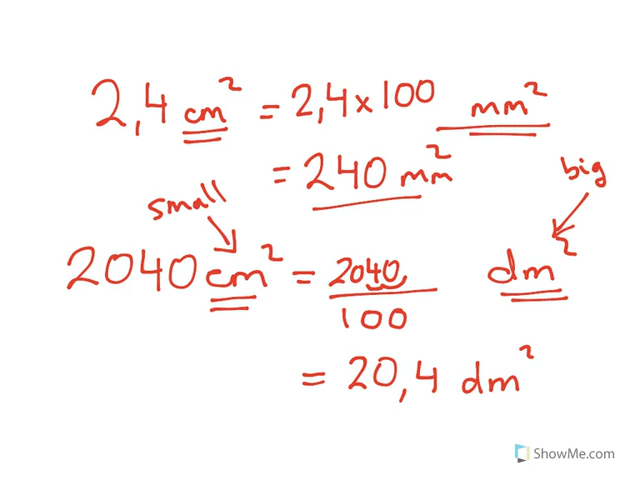 2,4 cm² = 2,4 x 100 mm²
= 240 mm²
small
big
2040 cm² = 2040/100 dm²
= 20,4 dm²
ShowMe.com